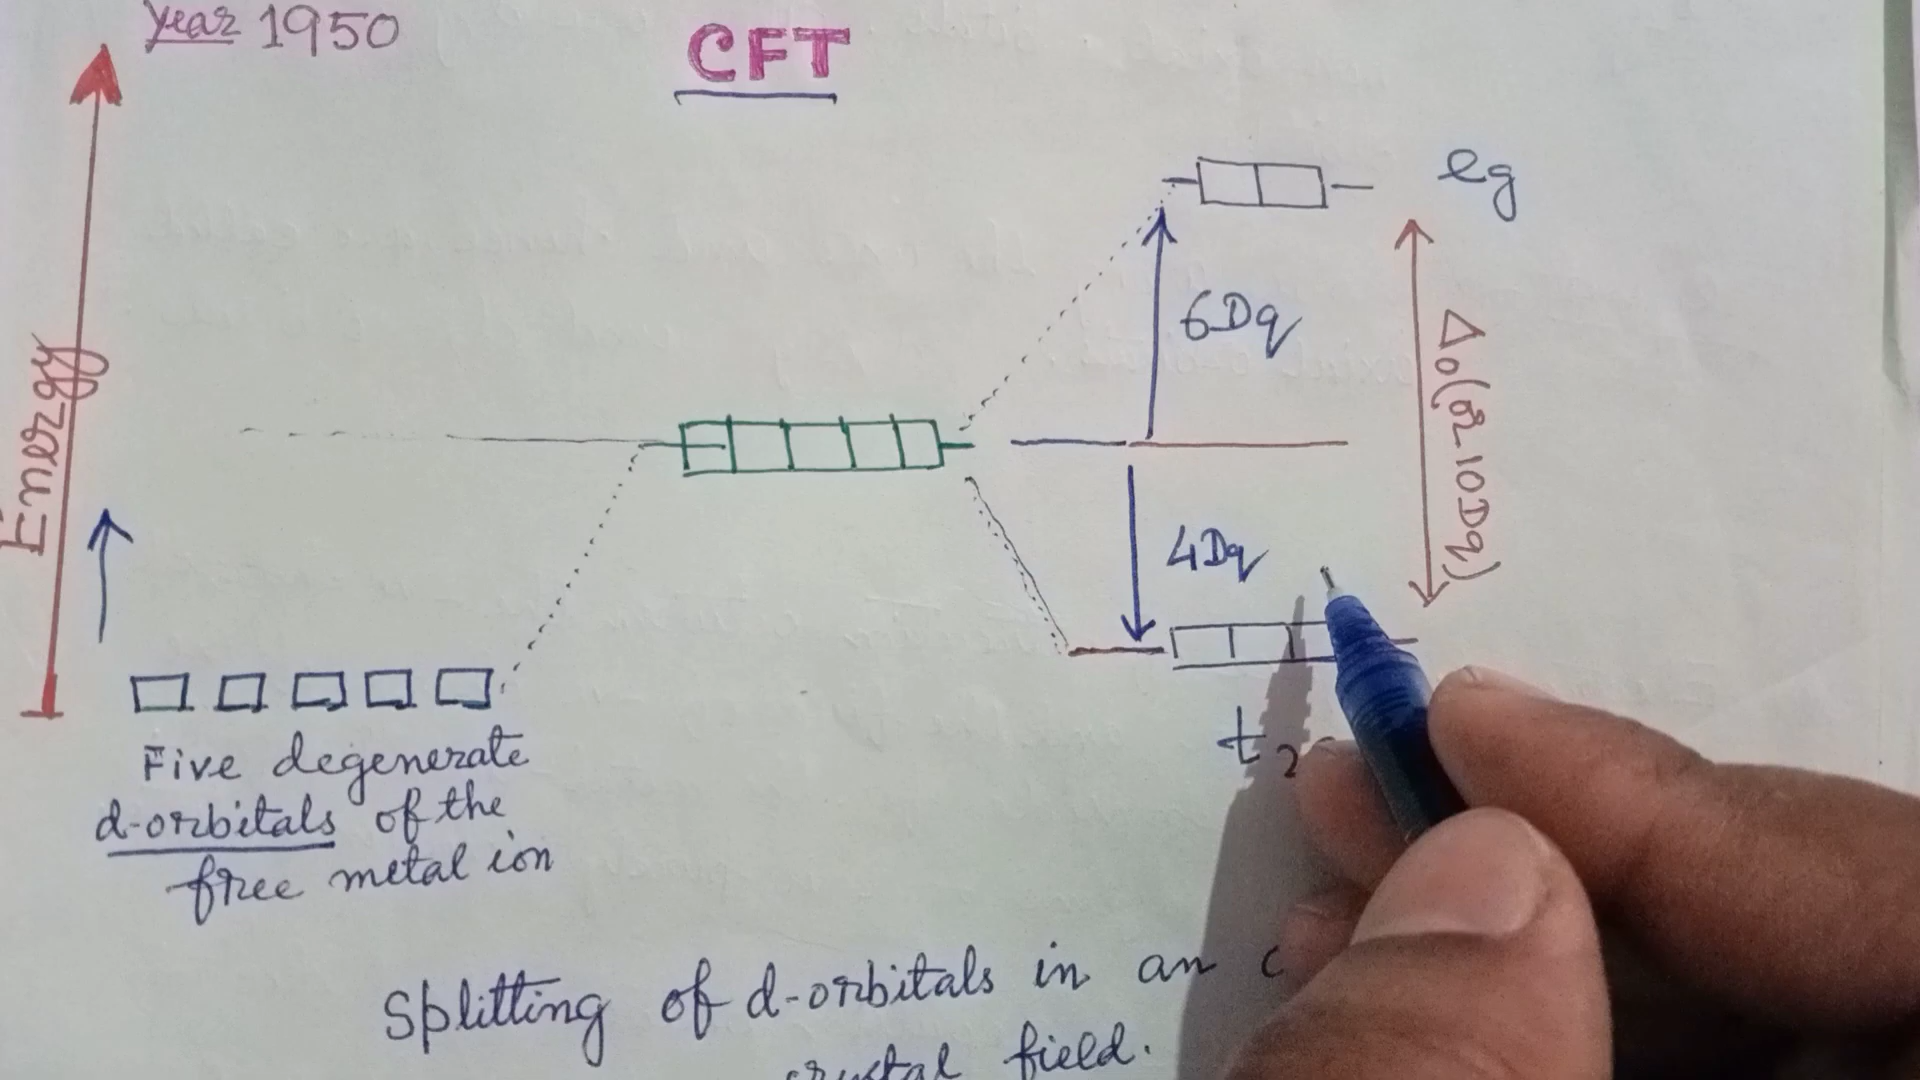 year 1950
CFT
eg
6Dq
Δo (or 10Dq)
Energy
4Dq
t2
Five degenerate
d-orbitals of the
free metal ion
Splitting of d-orbitals in an
crystal field.